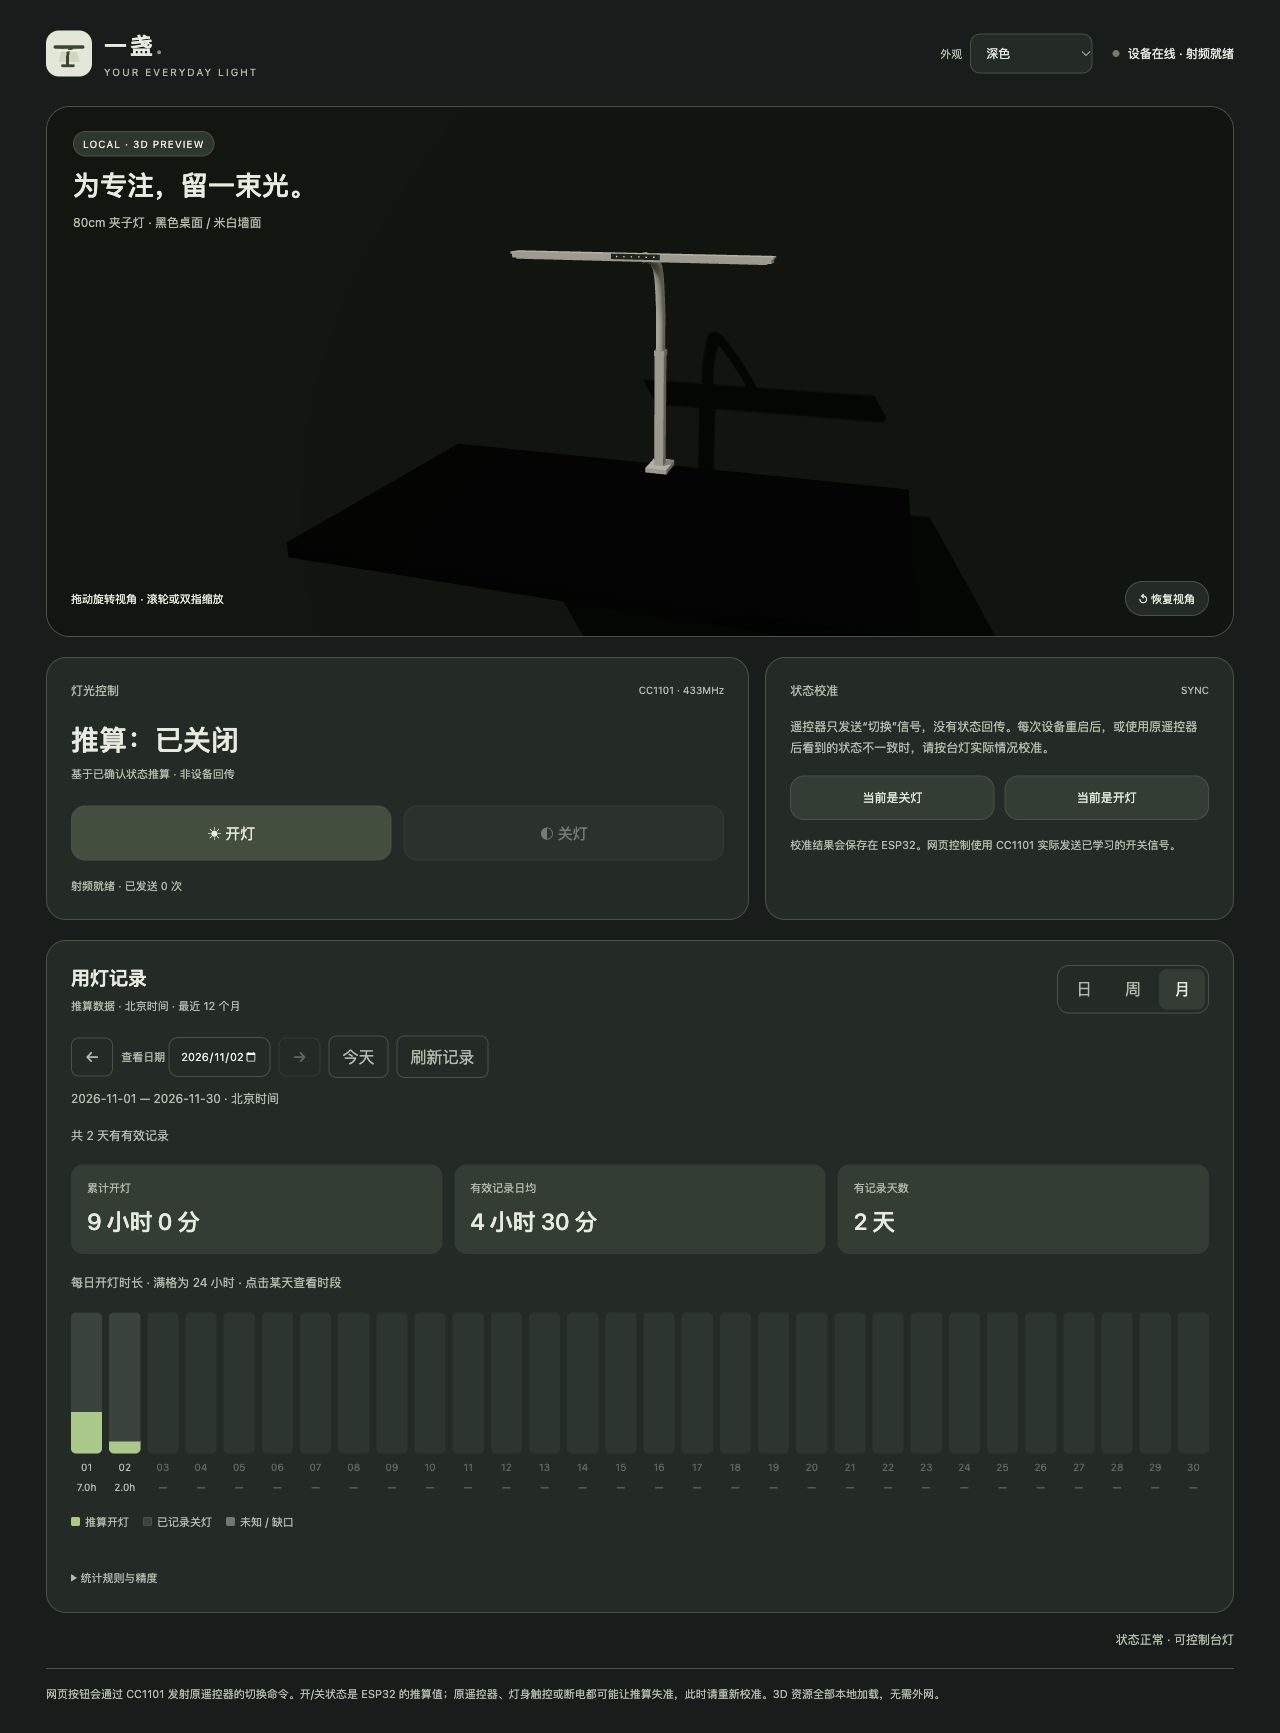 一盏.
YOUR EVERYDAY LIGHT
外观
深色
设备在线 · 射频就绪
LOCAL · 3D PREVIEW
为专注，留一束光。
80cm 夹子灯 · 黑色桌面 / 米白墙面
拖动旋转视角 · 滚轮或双指缩放
恢复视角
灯光控制
CC1101 · 433MHz
推算：已关闭
基于已确认状态推算 · 非设备回传
开灯
关灯
射频就绪 · 已发送 0 次
状态校准
SYNC
遥控器只发送“切换”信号，没有状态回传。每次设备重启后，或使用原遥控器
后看到的状态不一致时，请按台灯实际情况校准。
当前是关灯
当前是开灯
校准结果会保存在 ESP32。网页控制使用 CC1101 实际发送已学习的开关信号。
用灯记录
推算数据 · 北京时间 · 最近 12 个月
日 周 月
← 查看日期 2026/11/02 → 今天 刷新记录
2026-11-01 — 2026-11-30 · 北京时间
共 2 天有有效记录
累计开灯
9 小时 0 分
有效记录日均
4 小时 30 分
有记录天数
2 天
每日开灯时长 · 满格为 24 小时 · 点击某天查看时段
01 02 03 04 05 06 07 08 09 10 11 12 13 14 15 16 17 18 19 20 21 22 23 24 25 26 27 28 29 30
7.0h 2.0h — — — — — — — — — — — — — — — — — — — — — — — — — — — —
推算开灯 已记录关灯 未知 / 缺口
统计规则与精度
状态正常 · 可控制台灯
网页按钮会通过 CC1101 发射原遥控器的切换命令。开/关状态是 ESP32 的推算值；原遥控器、灯身触控或断电都可能让推算失准，此时请重新校准。3D 资源全部本地加载，无需外网。